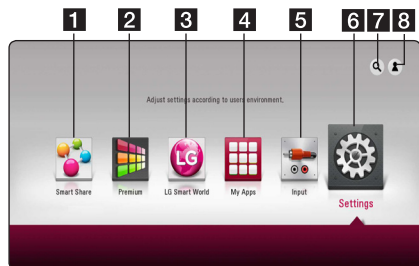 1 2 3 4 5 6 7 8
Adjust settings according to users environment.
LG
Smart Share Premium LG Smart World My Apps Input
Settings